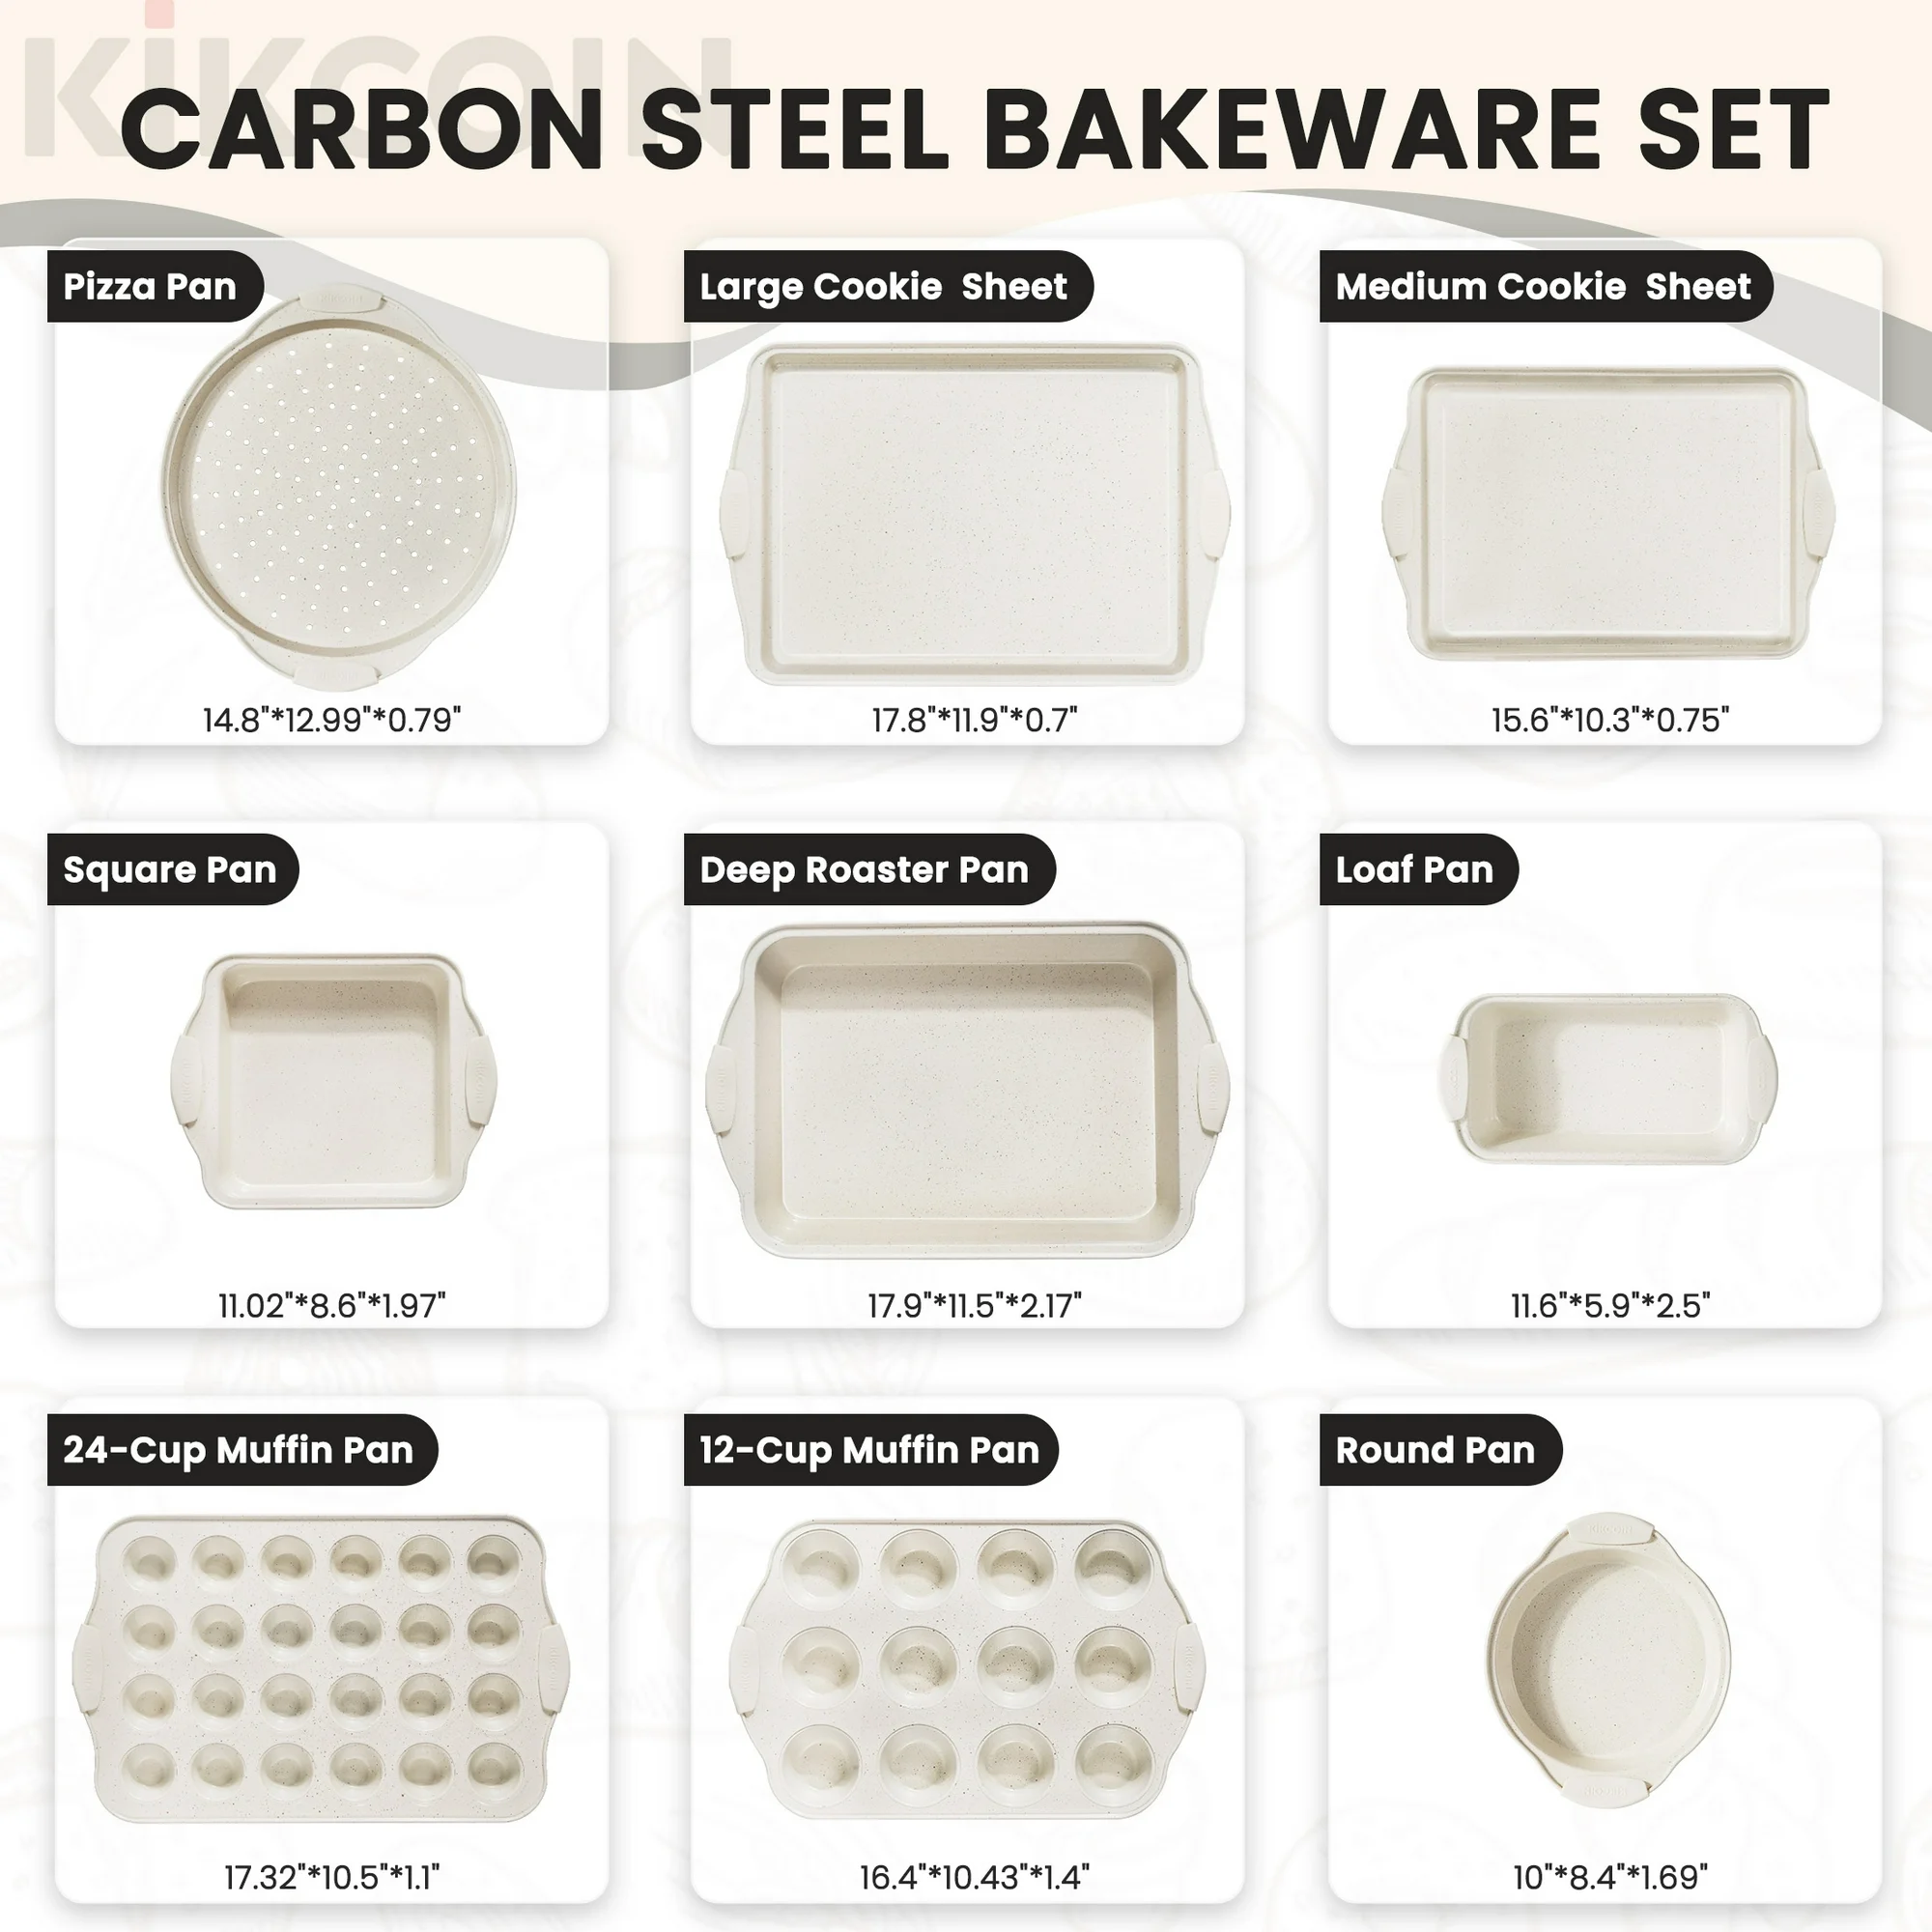 KiKCOIN
CARBON STEEL BAKEWARE SET
Pizza Pan
Large Cookie Sheet
Medium Cookie Sheet
14.8"*12.99"*0.79"
17.8"*11.9"*0.7"
15.6"*10.3"*0.75"
Square Pan
Deep Roaster Pan
Loaf Pan
11.02"*8.6"*1.97"
17.9"*11.5"*2.17"
11.6"*5.9"*2.5"
24-Cup Muffin Pan
12-Cup Muffin Pan
Round Pan
KIKCOIN
17.32"*10.5"*1.1"
16.4"*10.43"*1.4"
10"*8.4"*1.69"